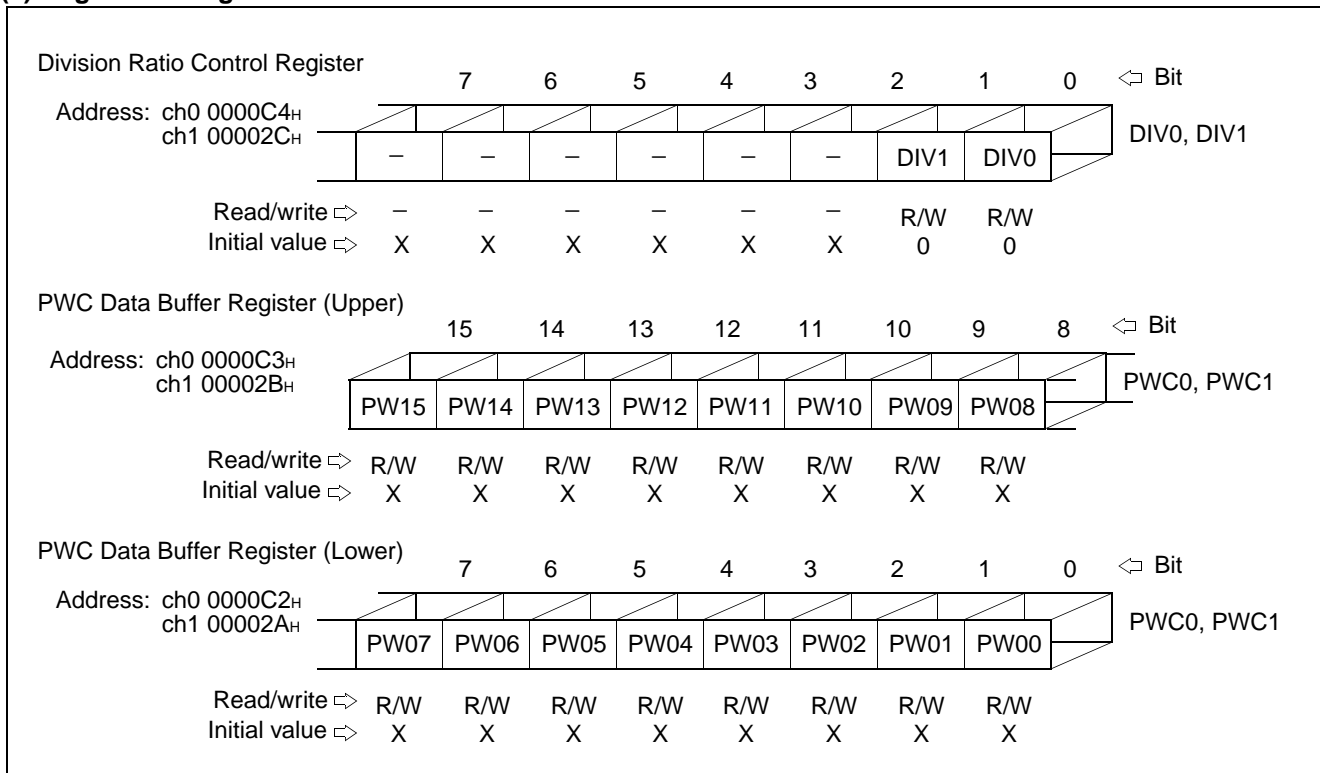 Division Ratio Control Register
7 6 5 4 3 2 1 0 ⇦ Bit
Address: ch0 0000C4H
ch1 00002CH
– – – – – – DIV1 DIV0
DIV0, DIV1
Read/write ⇨ – – – – – – R/W R/W
Initial value ⇨ X X X X X X 0 0
PWC Data Buffer Register (Upper)
15 14 13 12 11 10 9 8 ⇦ Bit
Address: ch0 0000C3H
ch1 00002BH
PW15 PW14 PW13 PW12 PW11 PW10 PW09 PW08
PWC0, PWC1
Read/write ⇨ R/W R/W R/W R/W R/W R/W R/W R/W
Initial value ⇨ X X X X X X X X
PWC Data Buffer Register (Lower)
7 6 5 4 3 2 1 0 ⇦ Bit
Address: ch0 0000C2H
ch1 00002AH
PW07 PW06 PW05 PW04 PW03 PW02 PW01 PW00
PWC0, PWC1
Read/write ⇨ R/W R/W R/W R/W R/W R/W R/W R/W
Initial value ⇨ X X X X X X X X